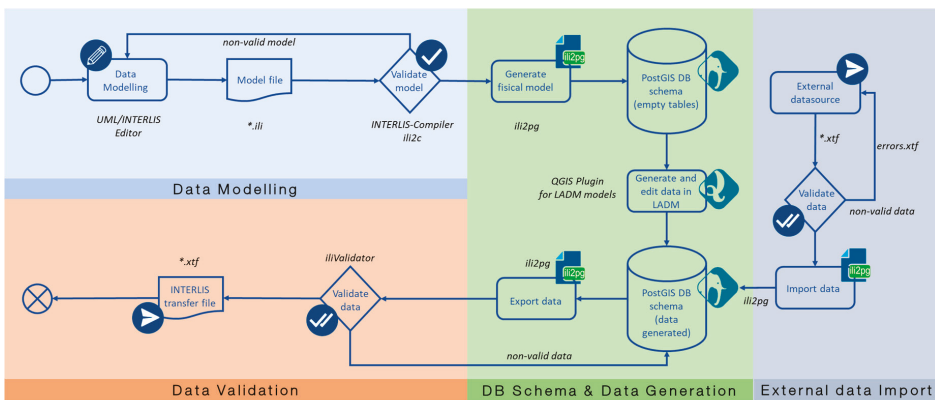 non-valid model
Data
Modelling
UML/INTERLIS
Editor
Model file
*.ili
Validate
model
INTERLIS-Compiler
ili2c
Data Modelling
ili2pg
Generate
fisical model
ili2pg
PostGIS DB
schema
(empty tables)
QGIS Plugin
for LADM models
Generate and
edit data in
LADM
PostGIS DB
schema
(data
generated)
ili2pg
ili2pg
Export data
DB Schema & Data Generation
External
datasource
*.xtf
errors.xtf
Validate
data
non-valid data
ili2pg
Import data
ili2pg
External data Import
iliValidator
Validate
data
non-valid data
*.xtf
INTERLIS
transfer file
Data Validation